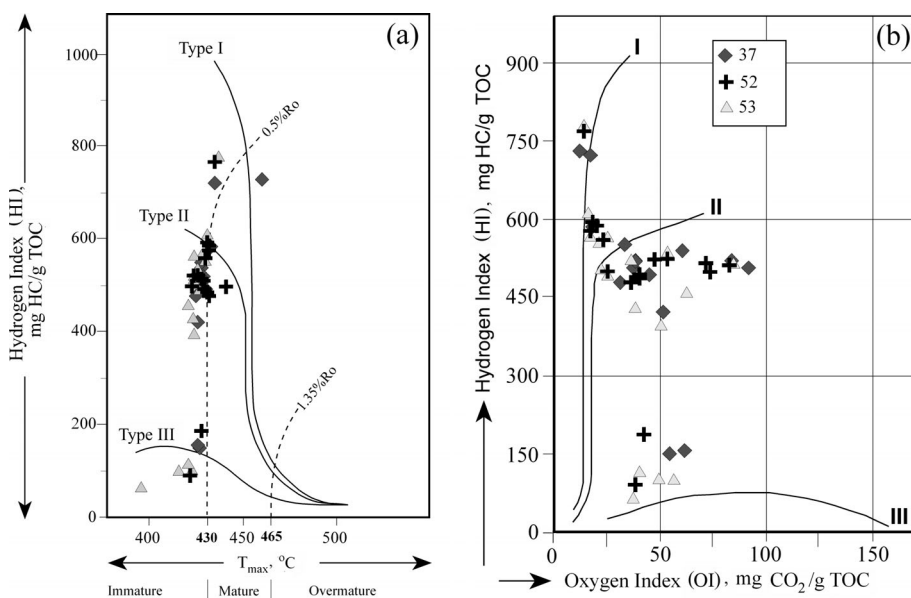 (a)
Hydrogen Index (HI),
mg HC/g TOC
1000
800
600
400
200
0
Type I
Type II
Type III
0.5%Ro
1.35%Ro
400
430
450
465
500
Tmax, °C
Immature
Mature
Overmature
(b)
Hydrogen Index (HI), mg HC/g TOC
900
750
600
450
300
150
0
I
II
III
37
52
53
0
50
100
150
Oxygen Index (OI), mg CO2/g TOC